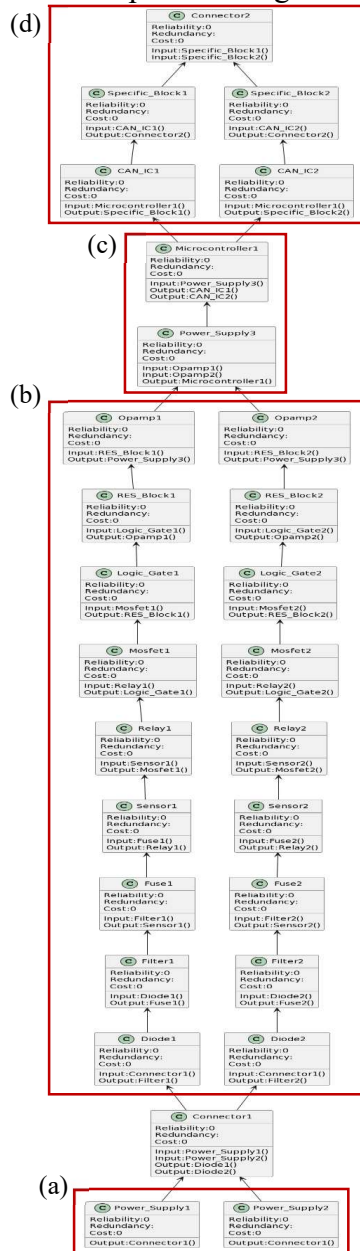 (d)
C Connector2
Reliability:0
Redundancy:
Cost:0
Input:Specific_Block1()
Input:Specific_Block2()
C Specific_Block1
Reliability:0
Redundancy:
Cost:0
Input:CAN_IC1()
Output:Connector2()
C Specific_Block2
Reliability:0
Redundancy:
Cost:0
Input:CAN_IC2()
Output:Connector2()
C CAN_IC1
Reliability:0
Redundancy:
Cost:0
Input:Microcontroller1()
Output:Specific_Block1()
C CAN_IC2
Reliability:0
Redundancy:
Cost:0
Input:Microcontroller1()
Output:Specific_Block2()
(c)
C Microcontroller1
Reliability:0
Redundancy:
Cost:0
Input:Power_Supply3()
Output:CAN_IC1()
Output:CAN_IC2()
C Power_Supply3
Reliability:0
Redundancy:
Cost:0
Input:Opamp1()
Input:Opamp2()
Output:Microcontroller1()
(b)
C Opamp1
Reliability:0
Redundancy:
Cost:0
Input:RES_Block1()
Output:Power_Supply3()
C Opamp2
Reliability:0
Redundancy:
Cost:0
Input:RES_Block2()
Output:Power_Supply3()
C RES_Block1
Reliability:0
Redundancy:
Cost:0
Input:Logic_Gate1()
Output:Opamp1()
C RES_Block2
Reliability:0
Redundancy:
Cost:0
Input:Logic_Gate2()
Output:Opamp2()
C Logic_Gate1
Reliability:0
Redundancy:
Cost:0
Input:Mosfet1()
Output:RES_Block1()
C Logic_Gate2
Reliability:0
Redundancy:
Cost:0
Input:Mosfet2()
Output:RES_Block2()
C Mosfet1
Reliability:0
Redundancy:
Cost:0
Input:Relay1()
Output:Logic_Gate1()
C Mosfet2
Reliability:0
Redundancy:
Cost:0
Input:Relay2()
Output:Logic_Gate2()
C Relay1
Reliability:0
Redundancy:
Cost:0
Input:Sensor1()
Output:Mosfet1()
C Relay2
Reliability:0
Redundancy:
Cost:0
Input:Sensor2()
Output:Mosfet2()
C Sensor1
Reliability:0
Redundancy:
Cost:0
Input:Fuse1()
Output:Relay1()
C Sensor2
Reliability:0
Redundancy:
Cost:0
Input:Fuse2()
Output:Relay2()
C Fuse1
Reliability:0
Redundancy:
Cost:0
Input:Filter1()
Output:Sensor1()
C Fuse2
Reliability:0
Redundancy:
Cost:0
Input:Filter2()
Output:Sensor2()
C Filter1
Reliability:0
Redundancy:
Cost:0
Input:Diode1()
Output:Fuse1()
C Filter2
Reliability:0
Redundancy:
Cost:0
Input:Diode2()
Output:Fuse2()
C Diode1
Reliability:0
Redundancy:
Cost:0
Input:Connector1()
Output:Filter1()
C Diode2
Reliability:0
Redundancy:
Cost:0
Input:Connector1()
Output:Filter2()
C Connector1
Reliability:0
Redundancy:
Cost:0
Input:Power_Supply1()
Input:Power_Supply2()
Output:Diode1()
Output:Diode2()
(a)
C Power_Supply1
Reliability:0
Redundancy:
Cost:0
Output:Connector1()
C Power_Supply2
Reliability:0
Redundancy:
Cost:0
Output:Connector1()